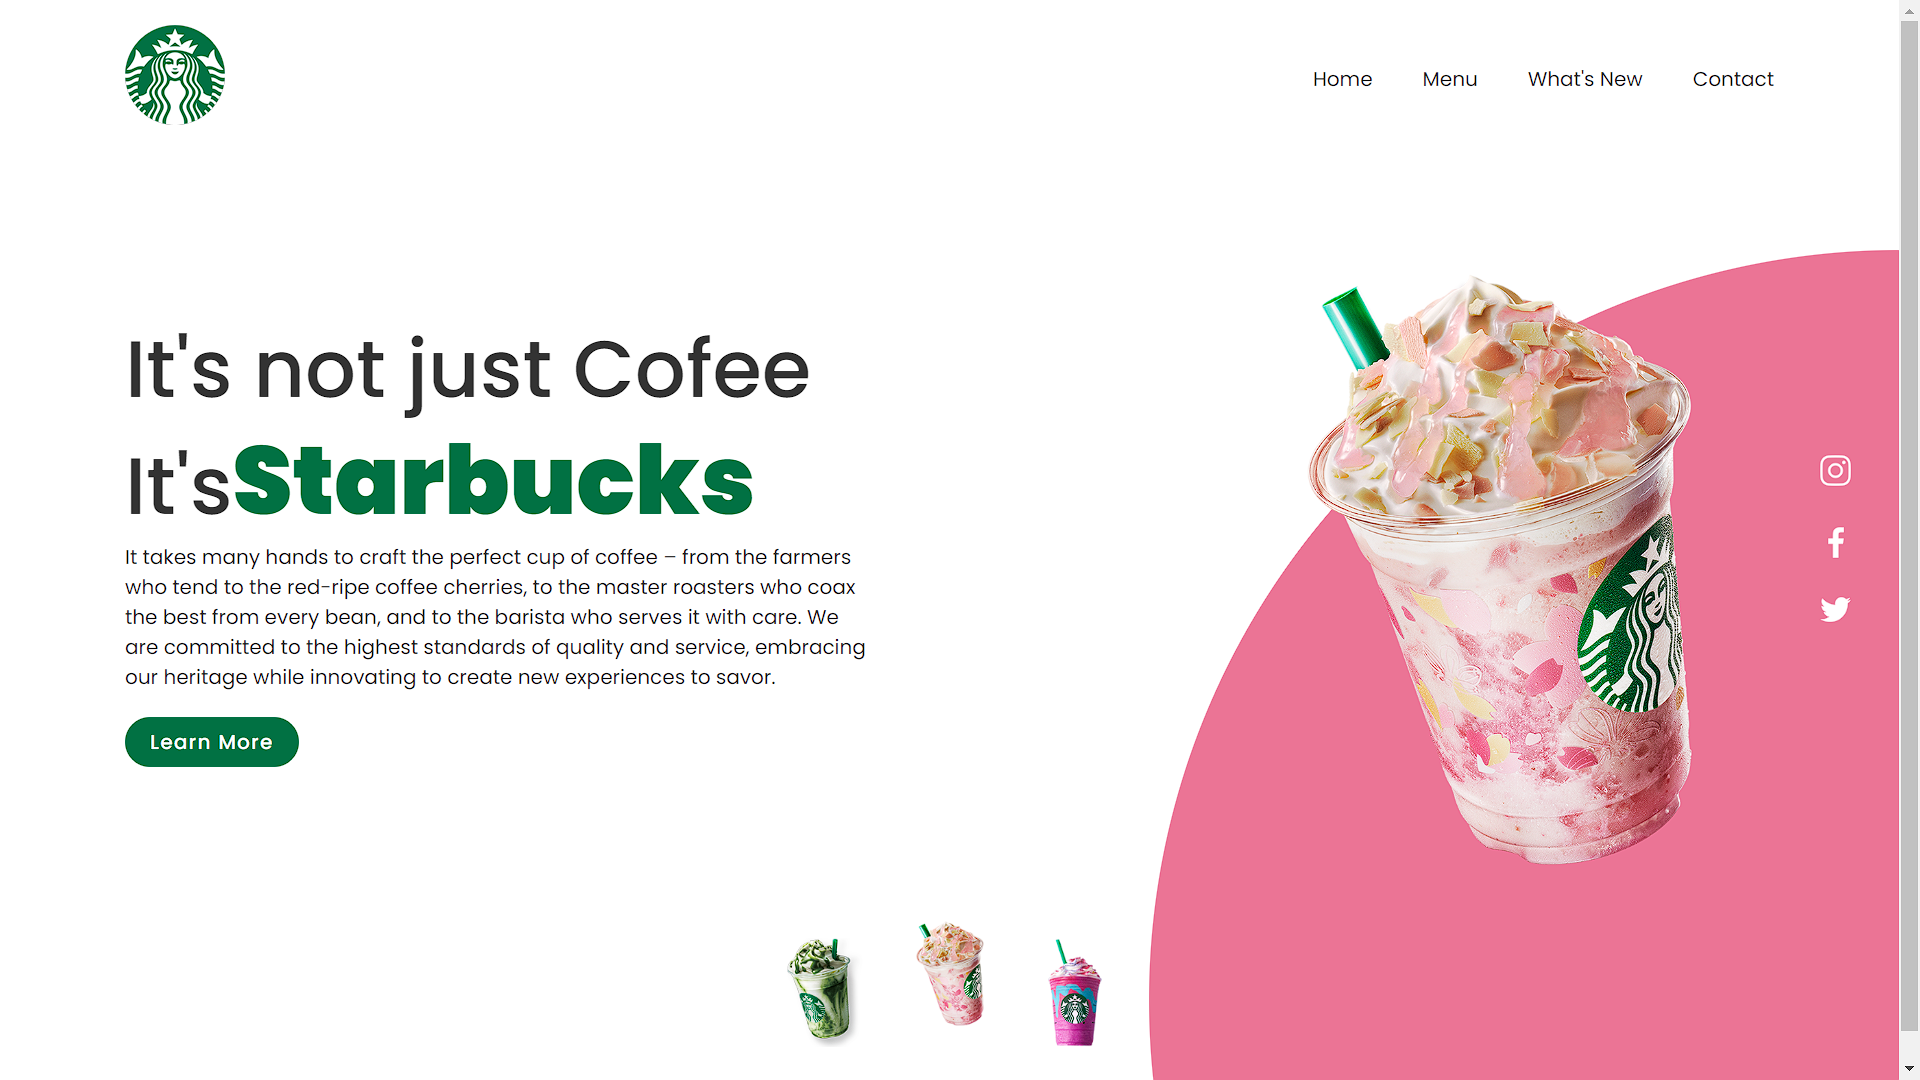 Home Menu What's New Contact
It's not just Cofee
It'sStarbucks
It takes many hands to craft the perfect cup of coffee – from the farmers
who tend to the red-ripe coffee cherries, to the master roasters who coax
the best from every bean, and to the barista who serves it with care. We
are committed to the highest standards of quality and service, embracing
our heritage while innovating to create new experiences to savor.
Learn More